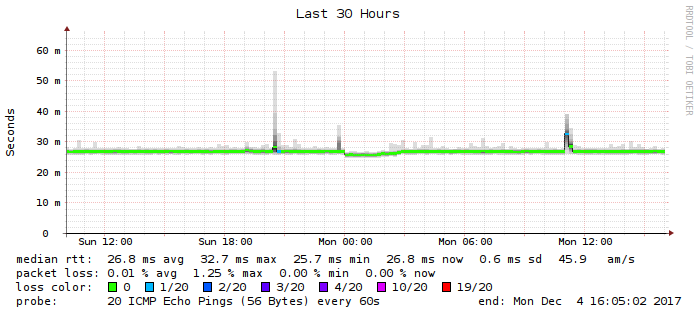 Last 30 Hours
RRDTOOL / TOBI OETIKER
Seconds
60 m
50 m
40 m
30 m
20 m
10 m
0
Sun 12:00 Sun 18:00 Mon 00:00 Mon 06:00 Mon 12:00
median rtt: 26.8 ms avg 32.7 ms max 25.7 ms min 26.8 ms now 0.6 ms sd 45.9 am/s
packet loss: 0.01 % avg 1.25 % max 0.00 % min 0.00 % now
loss color: 0 1/20 2/20 3/20 4/20 10/20 19/20
probe: 20 ICMP Echo Pings (56 Bytes) every 60s end: Mon Dec 4 16:05:02 2017